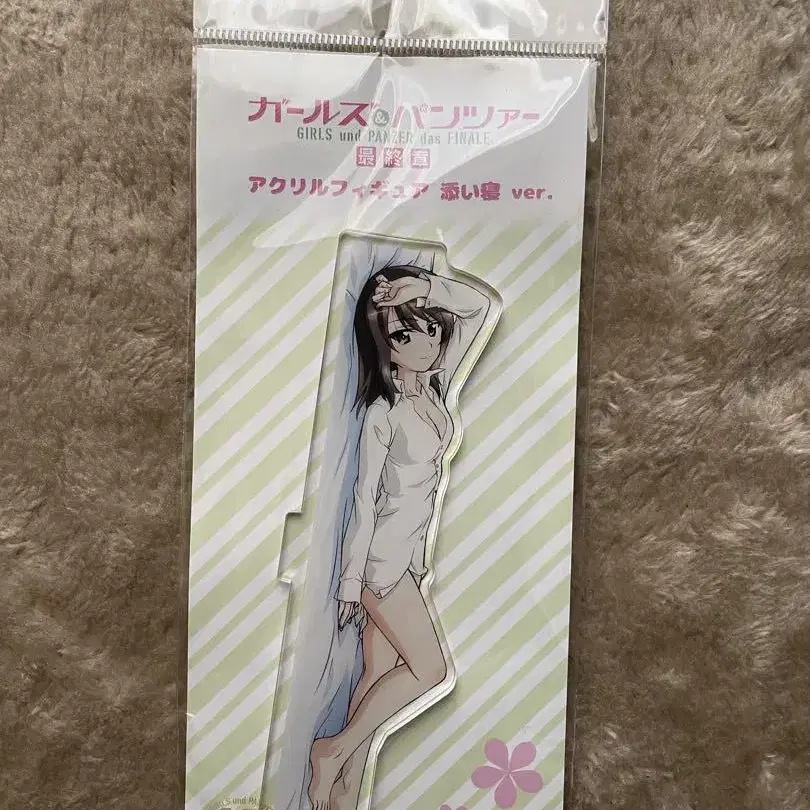 ガールズ&パンツァー
GIRLS und PANZER das FINALE
最終章
アクリルフィギュア 添い寝 ver.